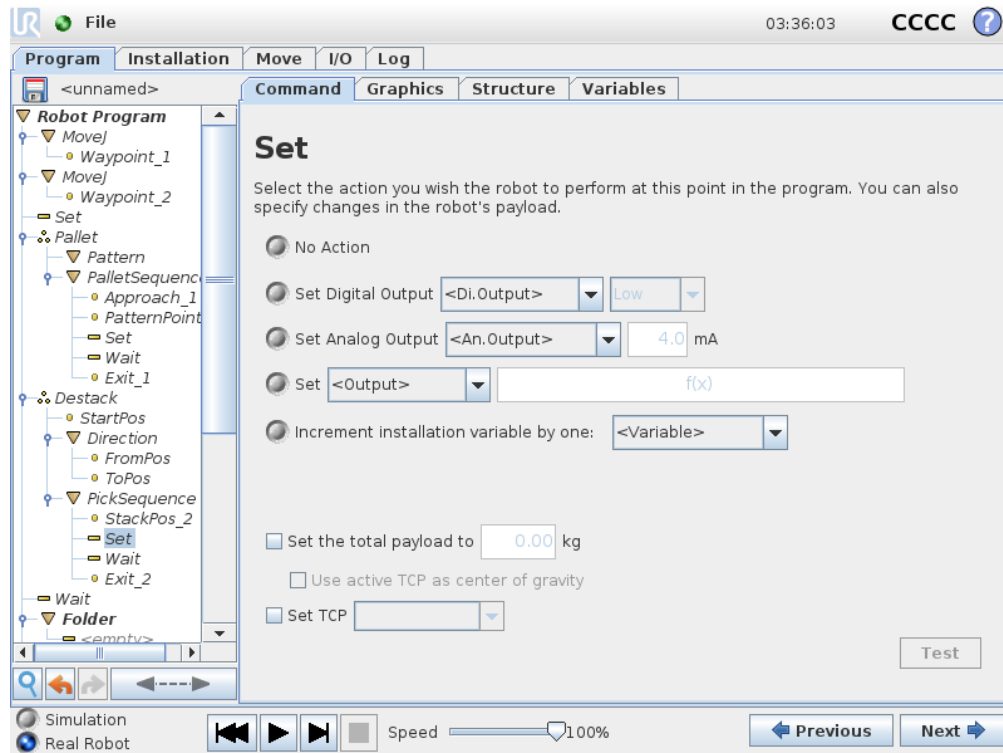 UR File 03:36:03 CCCC ?
Program Installation Move I/O Log
<unnamed>
Command Graphics Structure Variables
Robot Program
MoveJ
Waypoint_1
MoveJ
Waypoint_2
Set
Pallet
Pattern
PalletSequenc
Approach_1
PatternPoint
Set
Wait
Exit_1
Destack
StartPos
Direction
FromPos
ToPos
PickSequence
StackPos_2
Set
Wait
Exit_2
Wait
Folder
<empty>
Set
Select the action you wish the robot to perform at this point in the program. You can also
specify changes in the robot's payload.
No Action
Set Digital Output <Di.Output> Low
Set Analog Output <An.Output> 4.0 mA
Set <Output> f(x)
Increment installation variable by one: <Variable>
Set the total payload to 0.00 kg
Use active TCP as center of gravity
Set TCP
Test
Simulation
Real Robot
Speed 100%
Previous Next